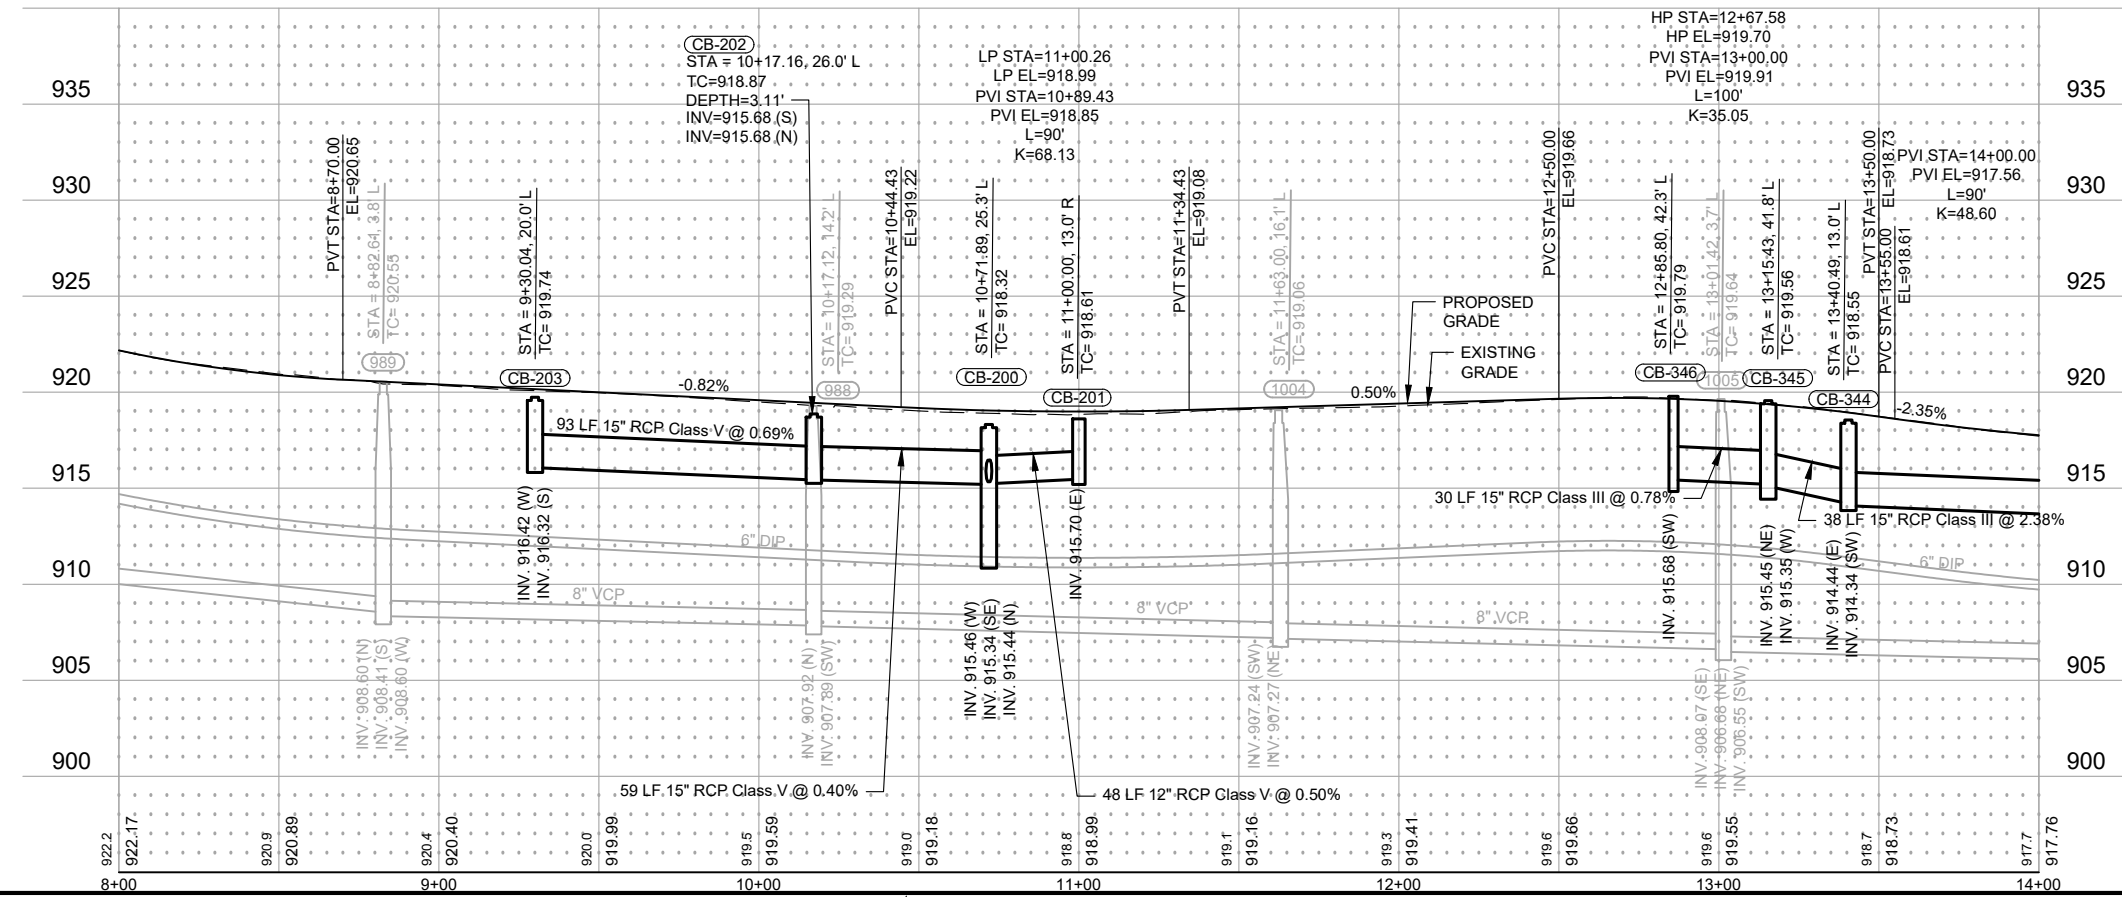 HP STA=12+67.58
HP EL=919.70
PVI STA=13+00.00
PVI EL=919.91
L=100'
K=35.05
CB-202
STA = 10+17.16, 26.0' L
TC=918.87
DEPTH=3.11'
INV=915.68 (S)
INV=915.68 (N)
LP STA=11+00.26
LP EL=918.99
PVI STA=10+89.43
PVI EL=918.85
L=90'
K=68.13
PVI STA=14+00.00
PVI EL=917.56
L=90'
K=48.60
935
930
925
920
915
910
905
900
935
930
925
920
915
910
905
900
PVT STA=8+70.00
EL=920.65
STA = 8+82.61, 3.8' L
TC= 920.55
989
STA = 9+30.04, 20.0' L
TC= 919.74
CB-203
STA = 10+17.12, 14.2' L
TC= 919.29
988
PVC STA=10+44.43
EL=919.22
STA = 10+71.89, 25.3' L
TC= 918.32
CB-200
STA = 11+00.00, 13.0' R
TC= 918.61
CB-201
PVT STA=11+34.43
EL=919.08
STA = 11+63.00, 16.1' L
TC= 919.06
1004
PROPOSED
GRADE
EXISTING
GRADE
PVC STA=12+50.00
EL=919.66
STA = 12+85.80, 42.3' L
TC= 919.79
CB-346
STA = 13+01.42, 3.7' L
TC= 919.64
1005
STA = 13+15.43, 41.8' L
TC= 919.56
CB-345
STA = 13+40.49, 13.0' L
TC= 918.55
CB-344
PVT STA=13+50.00
EL=918.73
PVC STA=13+55.00
EL=918.61
-0.82%
0.50%
-2.35%
93 LF 15" RCP Class V @ 0.69%
30 LF 15" RCP Class III @ 0.78%
38 LF 15" RCP Class III @ 2.38%
59 LF 15" RCP Class V @ 0.40%
48 LF 12" RCP Class V @ 0.50%
6" DIP
6" DIP
8" VCP
8" VCP
8" VCP
INV. 908.60 (N)
INV. 908.41 (S)
INV. 908.60 (W)
INV. 916.42 (W)
INV. 916.32 (S)
INV. 907.92 (N)
INV. 907.89 (SW)
INV. 915.46 (W)
INV. 915.34 (SE)
INV. 915.44 (N)
INV. 915.70 (E)
INV. 907.24 (SW)
INV. 907.27 (NE)
INV. 915.68 (SW)
INV. 908.07 (SE)
INV. 906.68 (NE)
INV. 906.55 (SW)
INV. 915.45 (NE)
INV. 915.35 (W)
INV. 914.44 (E)
INV. 914.34 (SW)
922.2
922.17
920.9
920.89
920.4
920.40
920.0
919.99
919.5
919.59
919.0
919.18
918.8
918.99
919.1
919.16
919.3
919.41
919.6
919.66
919.6
919.55
918.7
918.73
917.7
917.76
8+00
9+00
10+00
11+00
12+00
13+00
14+00